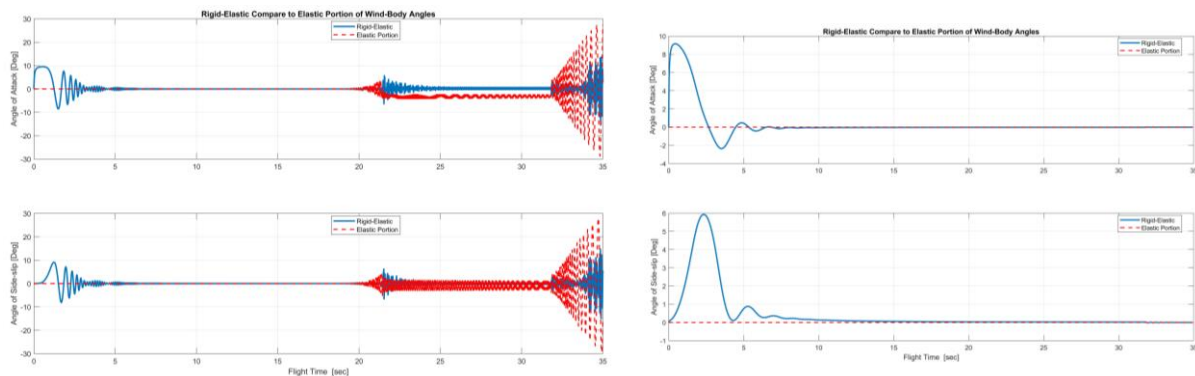 Rigid-Elastic Compare to Elastic Portion of Wind-Body Angles
Angle of Attack [Deg]
30
20
10
0
-10
-20
-30
Rigid-Elastic
Elastic Portion
0 5 10 15 20 25 30 35
Angle of Side-slip [Deg]
30
20
10
0
-10
-20
-30
Rigid-Elastic
Elastic Portion
0 5 10 15 20 25 30 35
Flight Time [sec]
Rigid-Elastic Compare to Elastic Portion of Wind-Body Angles
Angle of Attack [Deg]
10
8
6
4
2
0
-2
-4
Rigid-Elastic
Elastic Portion
0 5 10 15 20 25 30 35
Angle of Side-slip [Deg]
6
5
4
3
2
1
0
-1
Rigid-Elastic
Elastic Portion
0 5 10 15 20 25 30 35
Flight Time [sec]